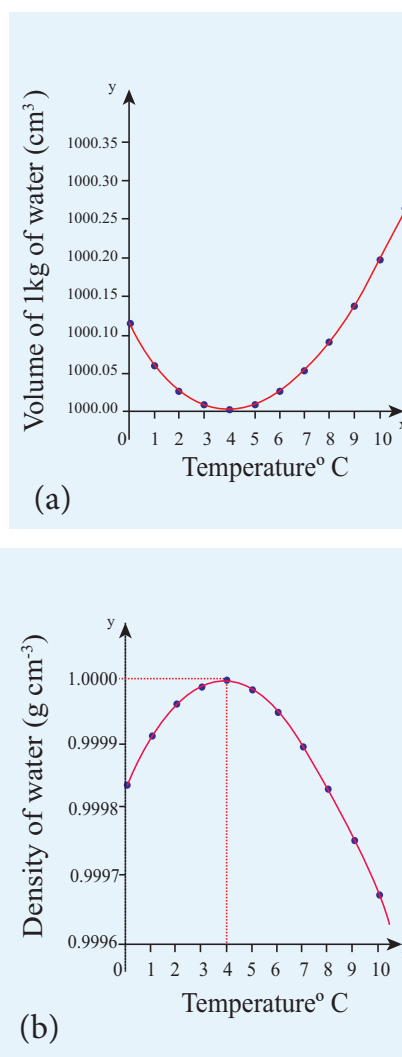 y
Volume of 1kg of water (cm³)
1000.35
1000.30
1000.25
1000.20
1000.15
1000.10
1000.05
1000.00
0 1 2 3 4 5 6 7 8 9 10 x
Temperature° C
(a)
y
Density of water (g cm⁻³)
1.0000
0.9999
0.9998
0.9997
0.9996
0 1 2 3 4 5 6 7 8 9 10
Temperature° C
(b)